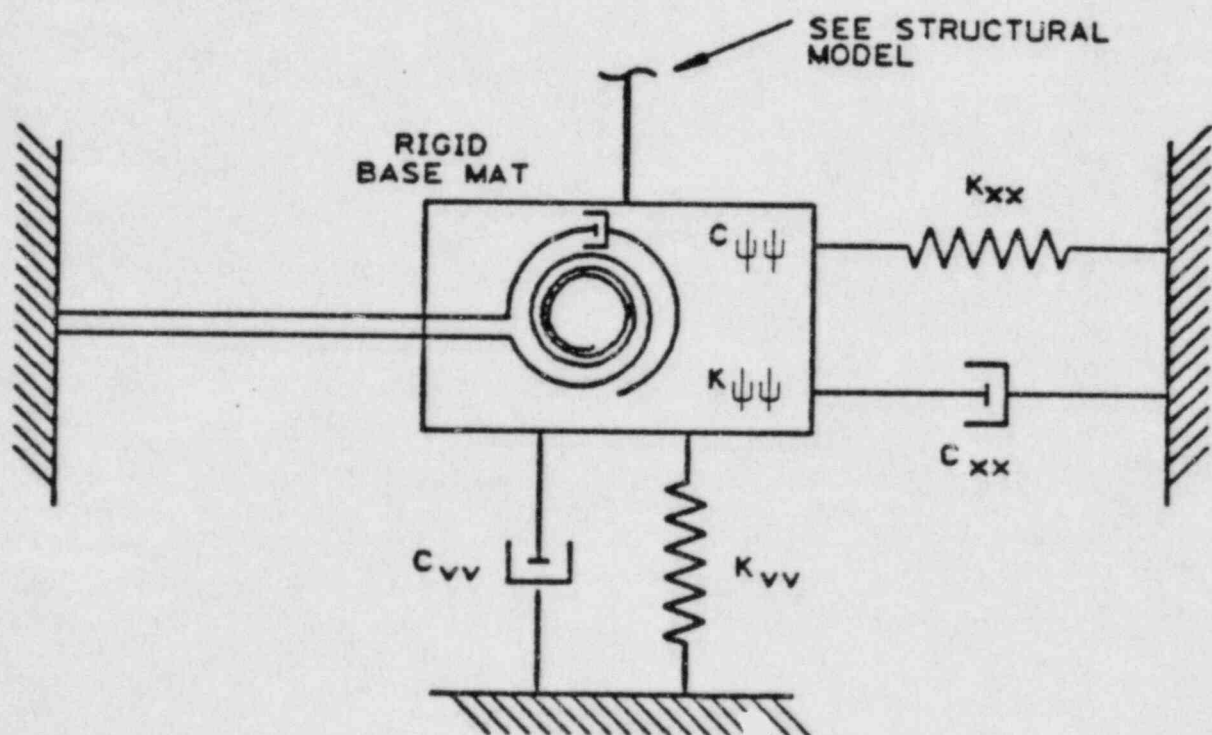 SEE STRUCTURAL
MODEL
RIGID
BASE MAT
Kxx
Cψψ
Kψψ
Cxx
Cvv
Kvv